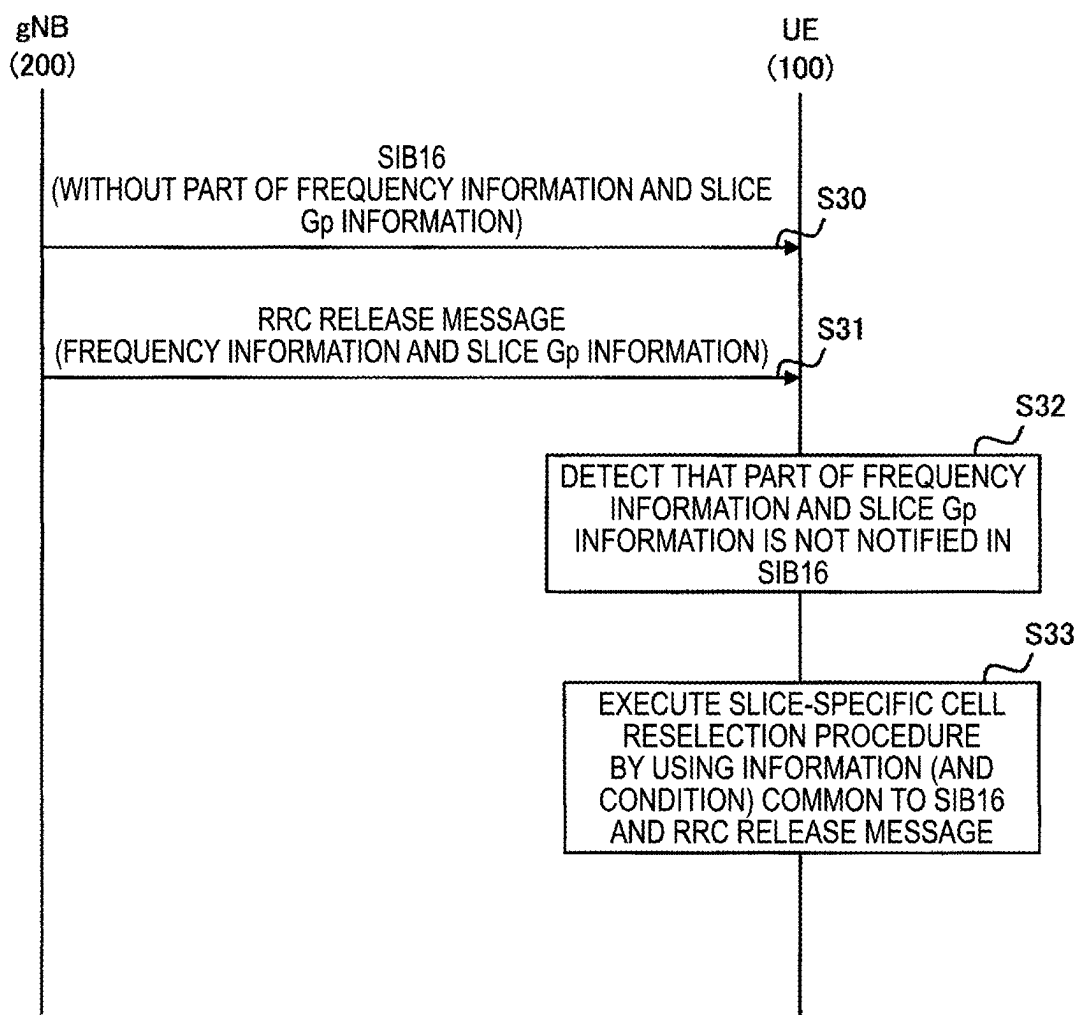 gNB
(200)
UE
(100)
SIB16
(WITHOUT PART OF FREQUENCY INFORMATION AND SLICE
Gp INFORMATION)
S30
RRC RELEASE MESSAGE
(FREQUENCY INFORMATION AND SLICE Gp INFORMATION)
S31
S32
DETECT THAT PART OF FREQUENCY
INFORMATION AND SLICE Gp
INFORMATION IS NOT NOTIFIED IN
SIB16
S33
EXECUTE SLICE-SPECIFIC CELL
RESELECTION PROCEDURE
BY USING INFORMATION (AND
CONDITION) COMMON TO SIB16
AND RRC RELEASE MESSAGE